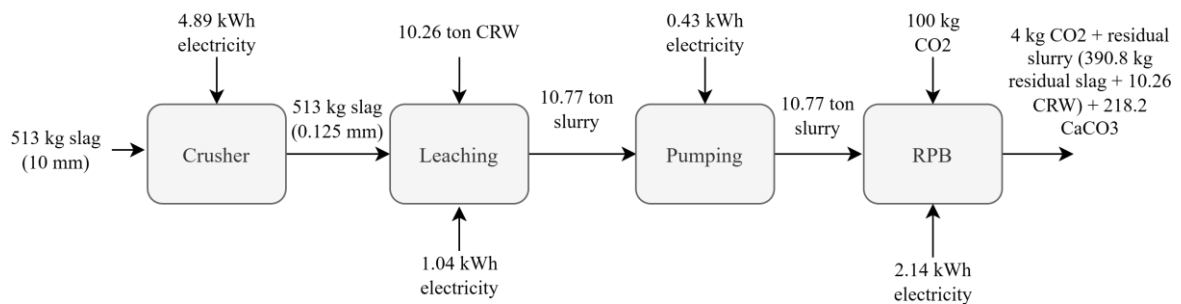 4.89 kWh
electricity
10.26 ton CRW
0.43 kWh
electricity
100 kg
CO2
4 kg CO2 + residual
slurry (390.8 kg
residual slag + 10.26
CRW) + 218.2
CaCO3
513 kg slag
(10 mm)
Crusher
513 kg slag
(0.125 mm)
Leaching
10.77 ton
slurry
Pumping
10.77 ton
slurry
RPB
1.04 kWh
electricity
2.14 kWh
electricity